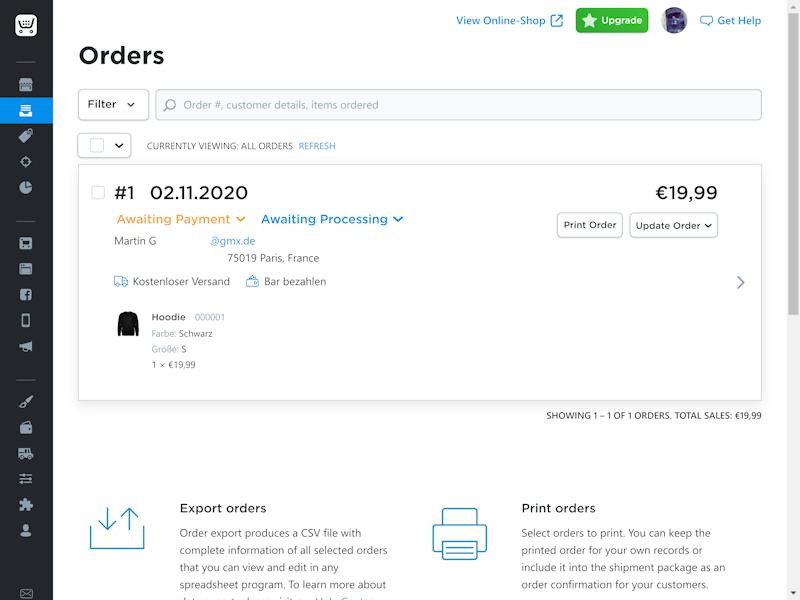 View Online-Shop
Upgrade
Get Help
Orders
Filter
Order #, customer details, items ordered
CURRENTLY VIEWING: ALL ORDERS REFRESH
#1 02.11.2020 €19,99
Awaiting Payment Awaiting Processing
Print Order
Update Order
Martin G @gmx.de
75019 Paris, France
Kostenloser Versand Bar bezahlen
Hoodie 000001
Farbe: Schwarz
Größe: S
1 × €19,99
SHOWING 1 – 1 OF 1 ORDERS. TOTAL SALES: €19,99
Export orders
Order export produces a CSV file with
complete information of all selected orders
that you can view and edit in any
spreadsheet program. To learn more about
Print orders
Select orders to print. You can keep the
printed order for your own records or
include it into the shipment package as an
order confirmation for your customers.